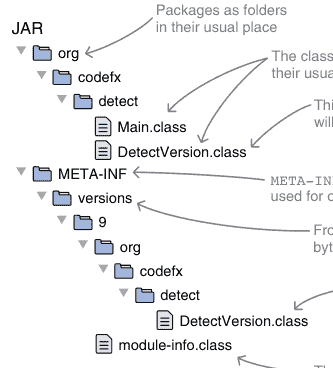 Packages as folders
in their usual place
JAR
org
The class
their usua
codefx
detect
Thi
will
Main.class
DetectVersion.class
META-INF
META-INF
used for o
versions
Fro
byt
9
org
codefx
detect
DetectVersion.class
module-info.class